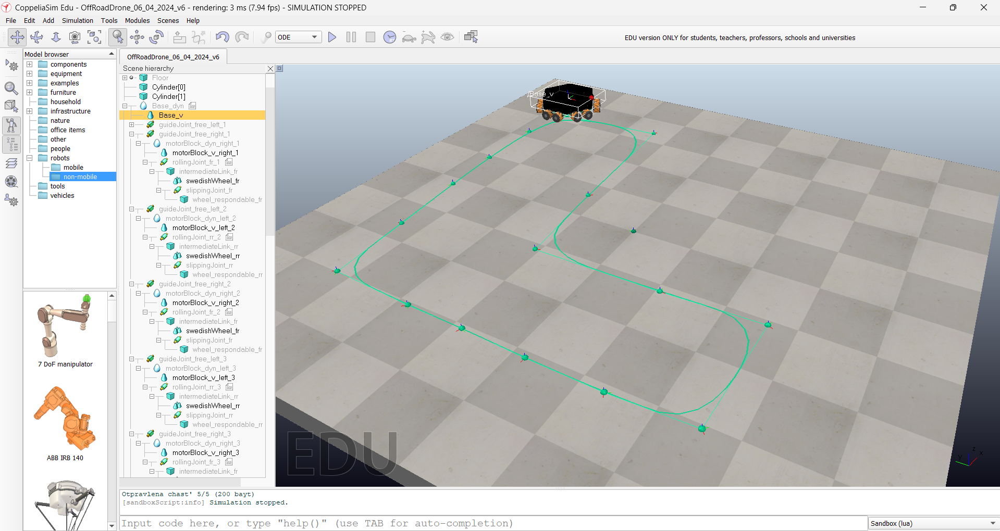 CoppeliaSim Edu - OffRoadDrone_06_04_2024_v6 - rendering: 3 ms (7.94 fps) - SIMULATION STOPPED
File Edit Add Simulation Tools Modules Scenes Help
ODE
RT
EDU version ONLY for students, teachers, professors, schools and universities
Model browser
components
equipment
examples
furniture
household
infrastructure
nature
office items
other
people
robots
mobile
non-mobile
tools
vehicles
7 DoF manipulator
ABB IRB 140
OffRoadDrone_06_04_2024_v6
Scene hierarchy
Floor
Cylinder[0]
Cylinder[1]
Base_dyn
Base_v
guideJoint_free_left_1
guideJoint_free_right_1
motorBlock_dyn_right_1
motorBlock_v_right_1
rollingJoint_fr_1
intermediateLink_fr
swedishWheel_fr
slippingJoint_fr
wheel_respondable_fr
guideJoint_free_left_2
motorBlock_dyn_left_2
motorBlock_v_left_2
rollingJoint_rr_2
intermediateLink_rr
swedishWheel_rr
slippingJoint_rr
wheel_respondable_rr
guideJoint_free_right_2
motorBlock_dyn_right_2
motorBlock_v_right_2
rollingJoint_fr_2
intermediateLink_fr
swedishWheel_fr
slippingJoint_fr
wheel_respondable_fr
guideJoint_free_left_3
motorBlock_dyn_left_3
motorBlock_v_left_3
rollingJoint_rr_3
intermediateLink_rr
swedishWheel_rr
slippingJoint_rr
wheel_respondable_rr
guideJoint_free_right_3
motorBlock_dyn_right_3
motorBlock_v_right_3
rollingJoint_fr_3
intermediateLink_fr
Base_v
EDU
z
x
y
Otpravlena chast' 5/5 (200 bayt)
[sandboxScript:info] Simulation stopped.
Input code here, or type "help()" (use TAB for auto-completion)
Sandbox (lua)